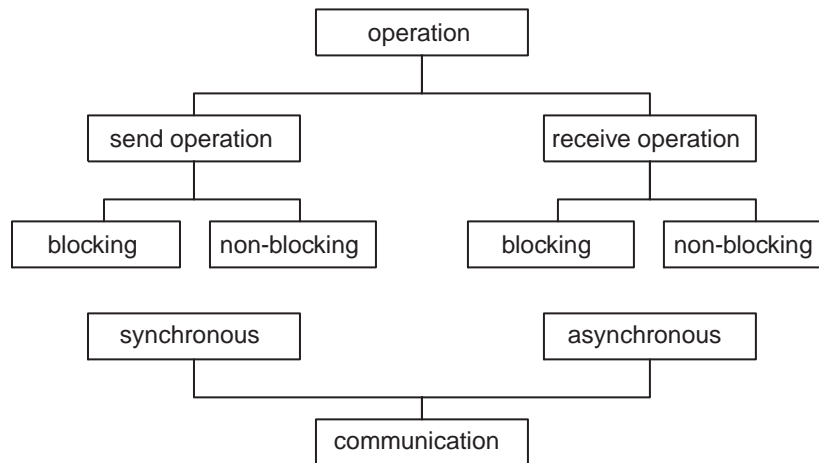 operation
send operation
receive operation
blocking
non-blocking
blocking
non-blocking
synchronous
asynchronous
communication